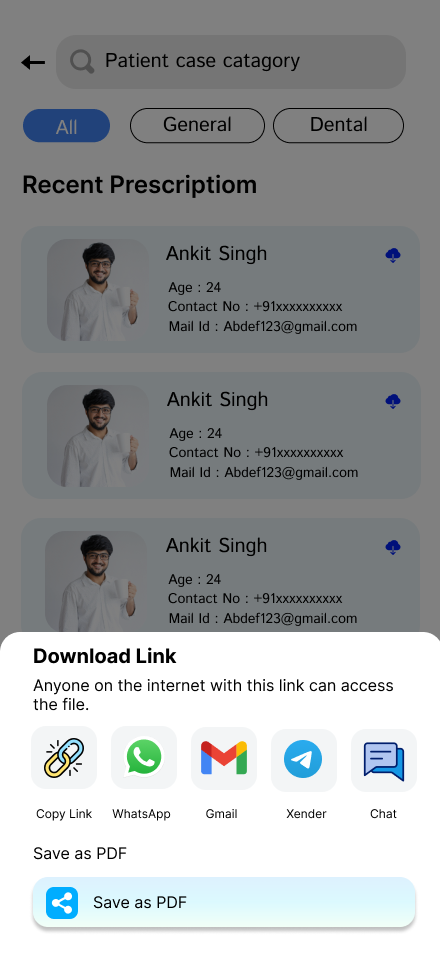 Patient case catagory
All
General
Dental
Recent Prescriptiom
Ankit Singh
Age : 24
Contact No : +91xxxxxxxxxx
Mail Id : Abdef123@gmail.com
Ankit Singh
Age : 24
Contact No : +91xxxxxxxxxx
Mail Id : Abdef123@gmail.com
Ankit Singh
Age : 24
Contact No : +91xxxxxxxxxx
Mail Id : Abdef123@gmail.com
Download Link
Anyone on the internet with this link can access
the file.
Copy Link
WhatsApp
Gmail
Xender
Chat
Save as PDF
Save as PDF